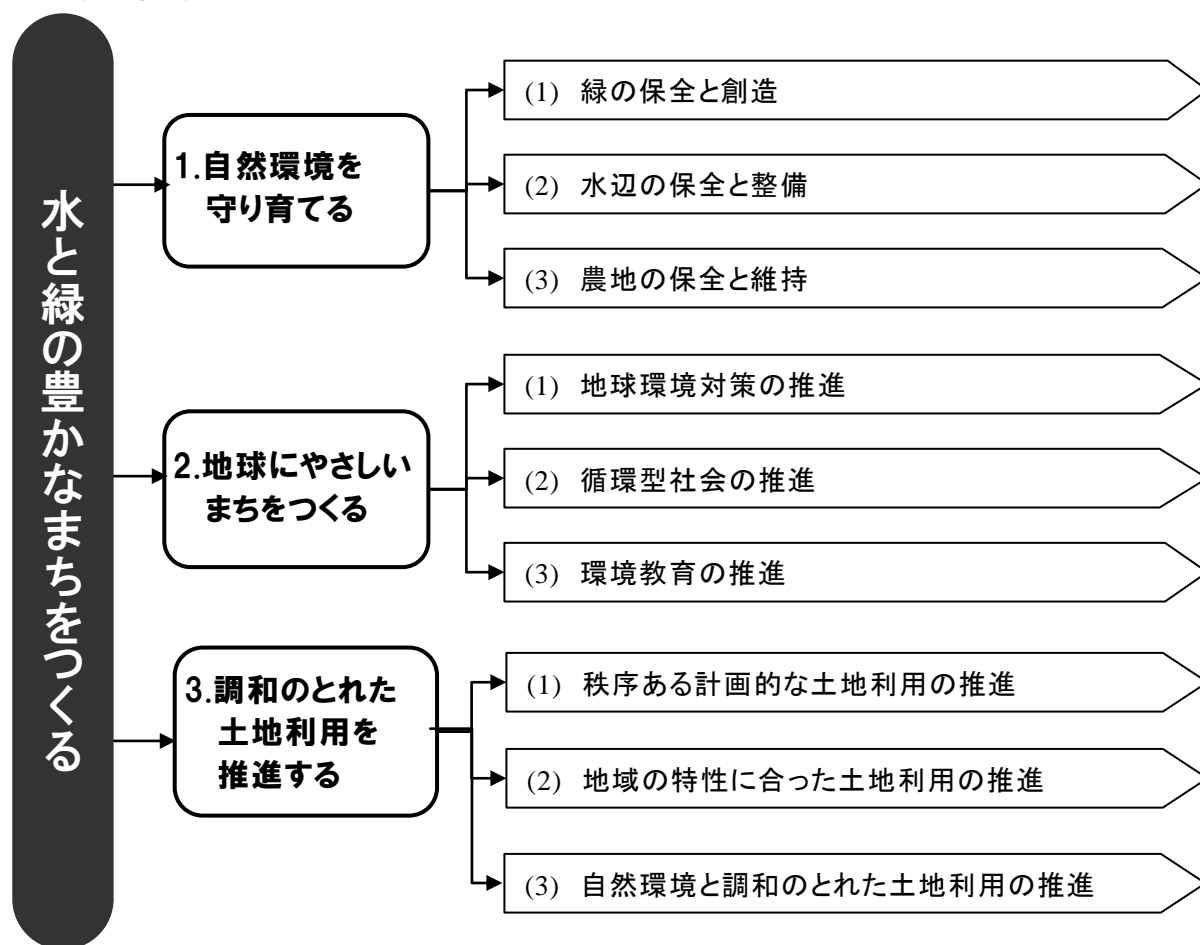 水と緑の豊かなまちをつくる
1.自然環境を
守り育てる
(1) 緑の保全と創造
(2) 水辺の保全と整備
(3) 農地の保全と維持
2.地球にやさしい
まちをつくる
(1) 地球環境対策の推進
(2) 循環型社会の推進
(3) 環境教育の推進
3.調和のとれた
土地利用を
推進する
(1) 秩序ある計画的な土地利用の推進
(2) 地域の特性に合った土地利用の推進
(3) 自然環境と調和のとれた土地利用の推進